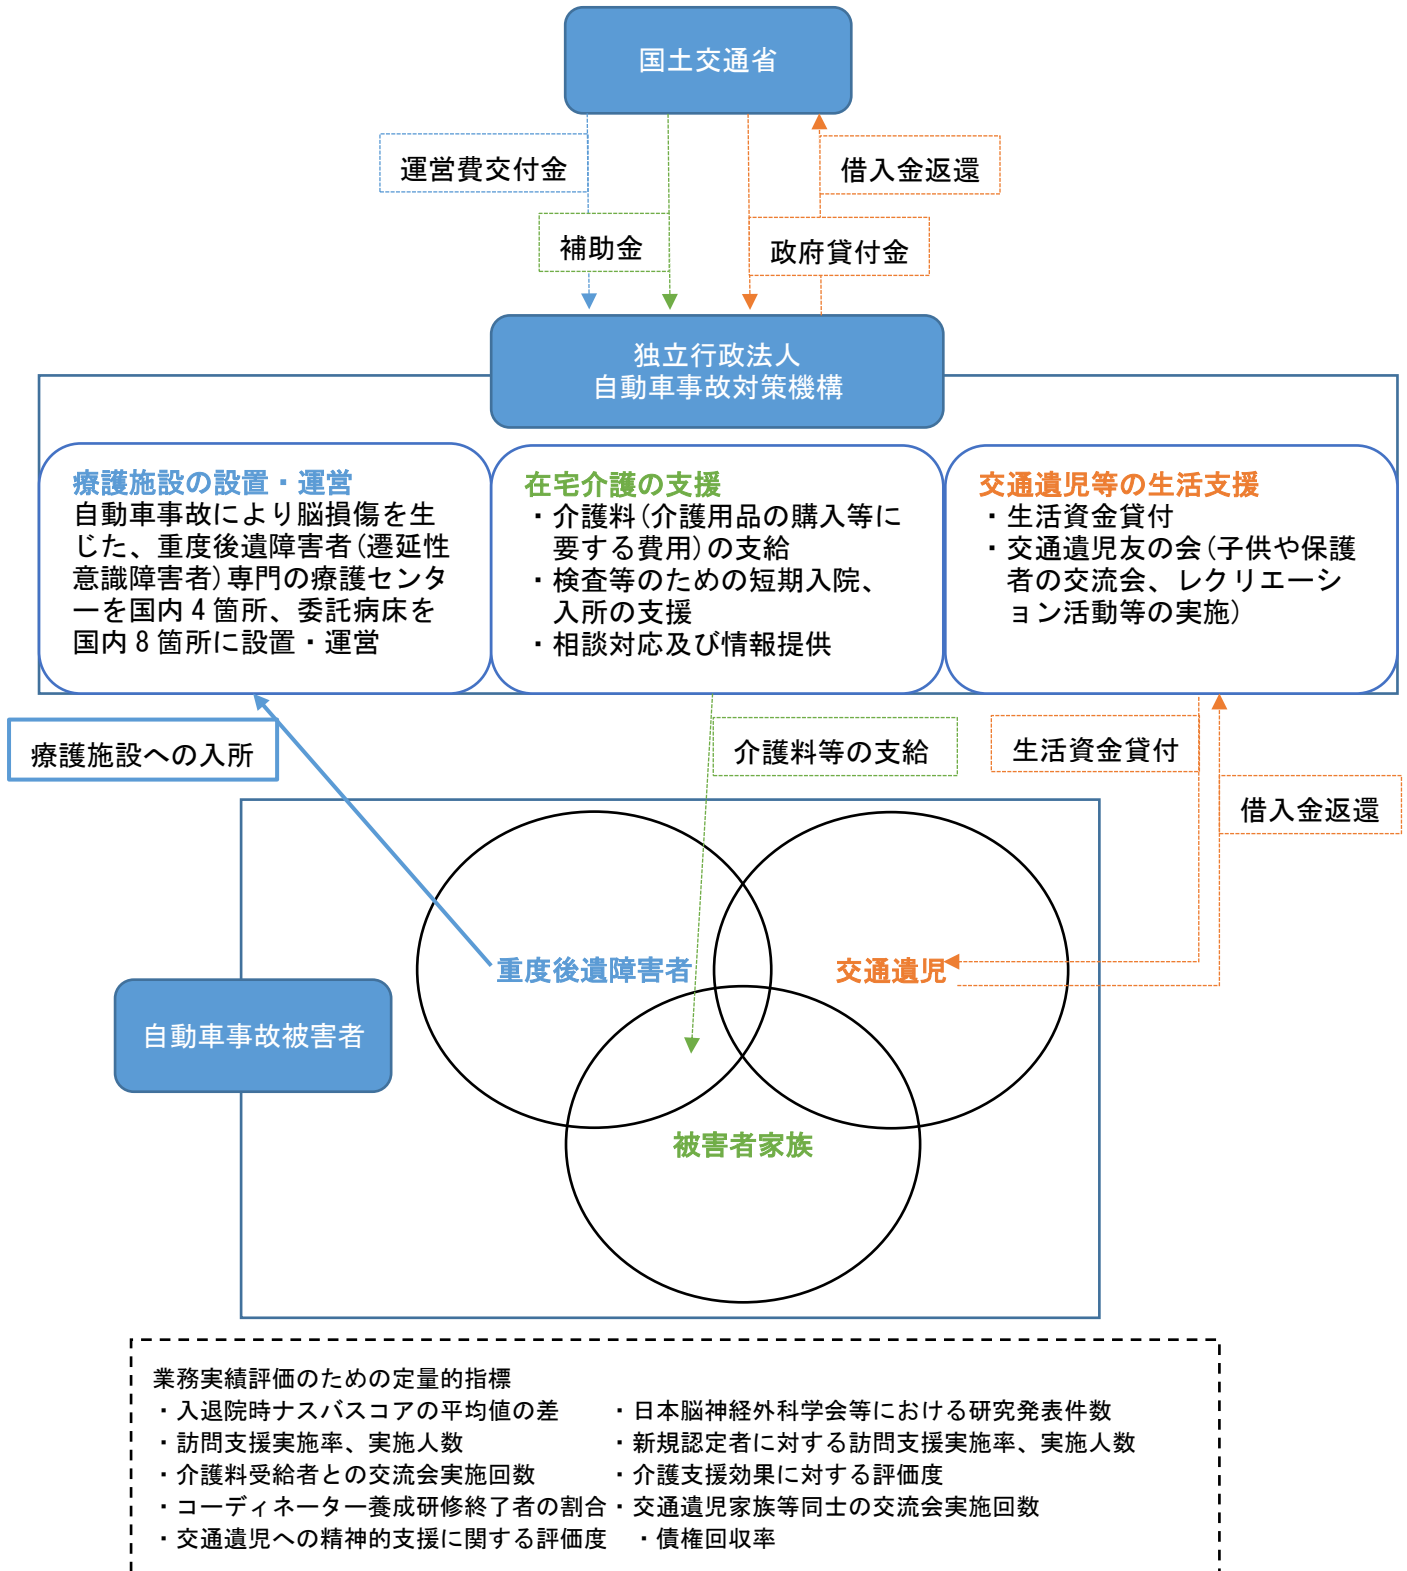 国土交通省
運営費交付金
借入金返還
補助金
政府貸付金
独立行政法人
自動車事故対策機構
療護施設の設置・運営
自動車事故により脳損傷を生
じた、重度後遺障害者(遷延性
意識障害者)専門の療護センタ
ーを国内4箇所、委託病床を
国内8箇所に設置・運営
在宅介護の支援
・介護料(介護用品の購入等に
要する費用)の支給
・検査等のための短期入院、
入所の支援
・相談対応及び情報提供
交通遺児等の生活支援
・生活資金貸付
・交通遺児友の会(子供や保護
者の交流会、レクリエーシ
ョン活動等の実施)
療護施設への入所
介護料等の支給
生活資金貸付
借入金返還
重度後遺障害者
交通遺児
自動車事故被害者
被害者家族
業務実績評価のための定量的指標
・入退院時ナスバスコアの平均値の差 ・日本脳神経外科学会等における研究発表件数
・訪問支援実施率、実施人数 ・新規認定者に対する訪問支援実施率、実施人数
・介護料受給者との交流会実施回数 ・介護支援効果に対する評価度
・コーディネーター養成研修終了者の割合・交通遺児家族等同士の交流会実施回数
・交通遺児への精神的支援に関する評価度 ・債権回収率